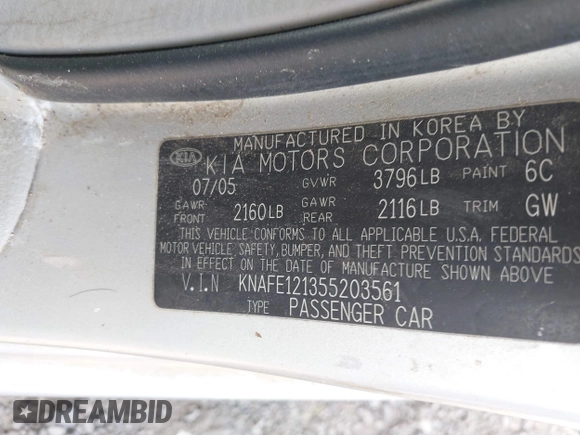 MANUFACTURED IN KOREA BY
KIA KIA MOTORS CORPORATION
07/05 GVWR 3796LB PAINT 6C
GAWR FRONT 2160LB GAWR REAR 2116LB TRIM GW
THIS VEHICLE CONFORMS TO ALL APPLICABLE U.S.A. FEDERAL
MOTOR VEHICLE SAFETY, BUMPER, AND THEFT PREVENTION STANDARDS
IN EFFECT ON THE DATE OF MANUFACTURE SHOWN ABOVE
V.I.N KNAFE121355203561
TYPE PASSENGER CAR
DREAMBID